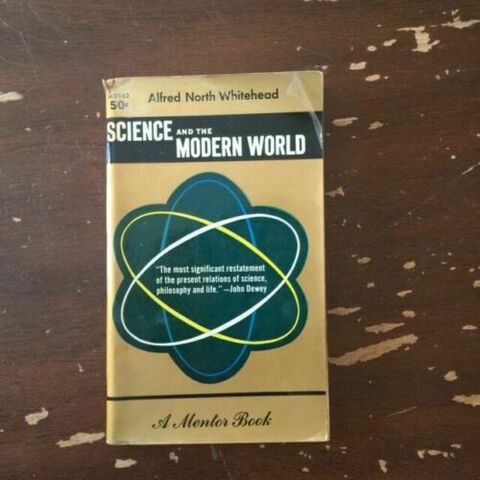 MD162
50¢
Alfred North Whitehead
SCIENCE AND THE
MODERN WORLD
"The most significant restatement
of the present relations of science,
philosophy and life."—John Dewey
A Mentor Book